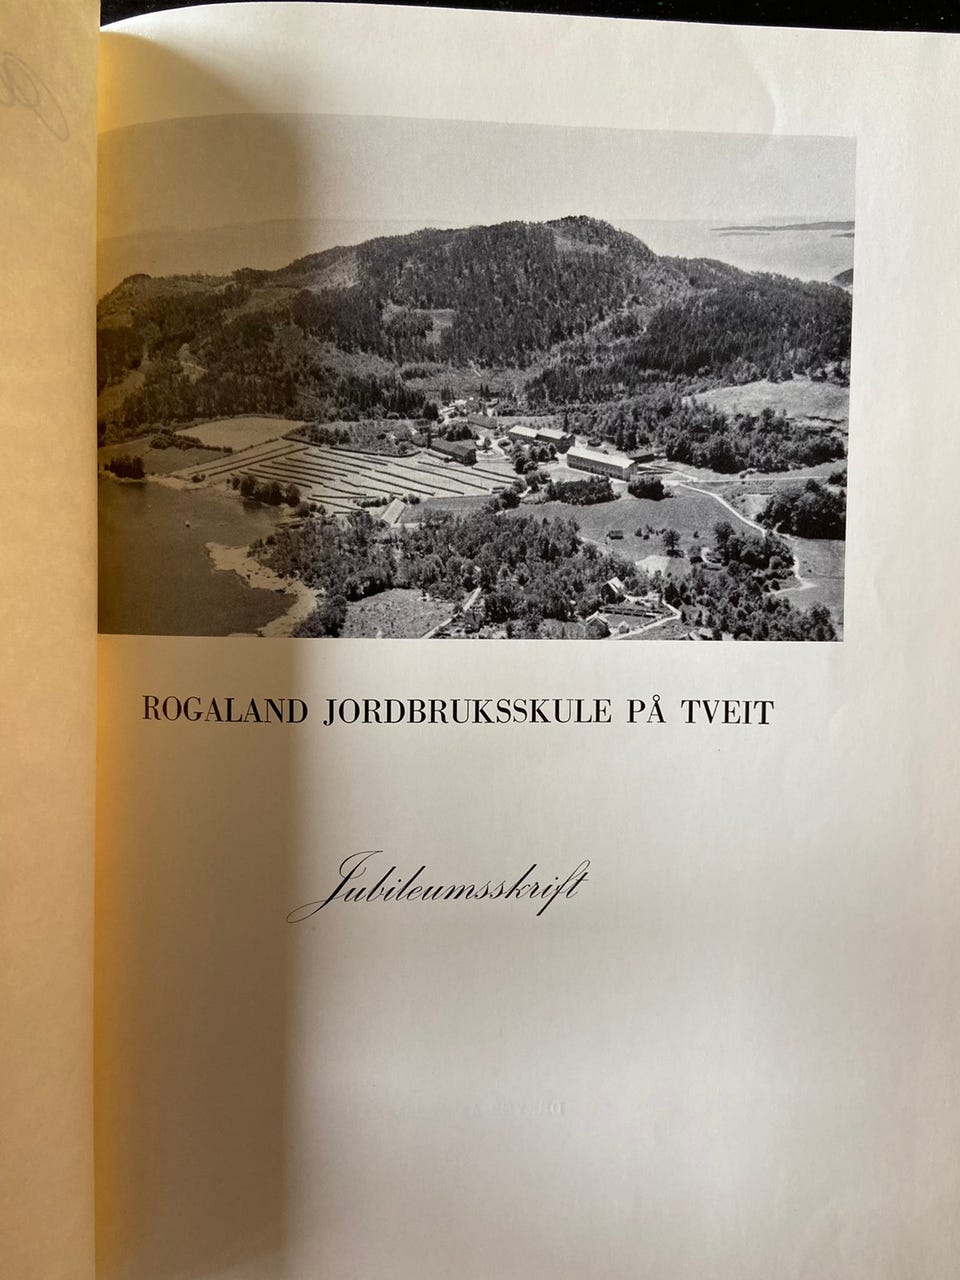 ROGALAND JORDBRUKSSKULE PÅ TVEIT
Jubileumsskrift